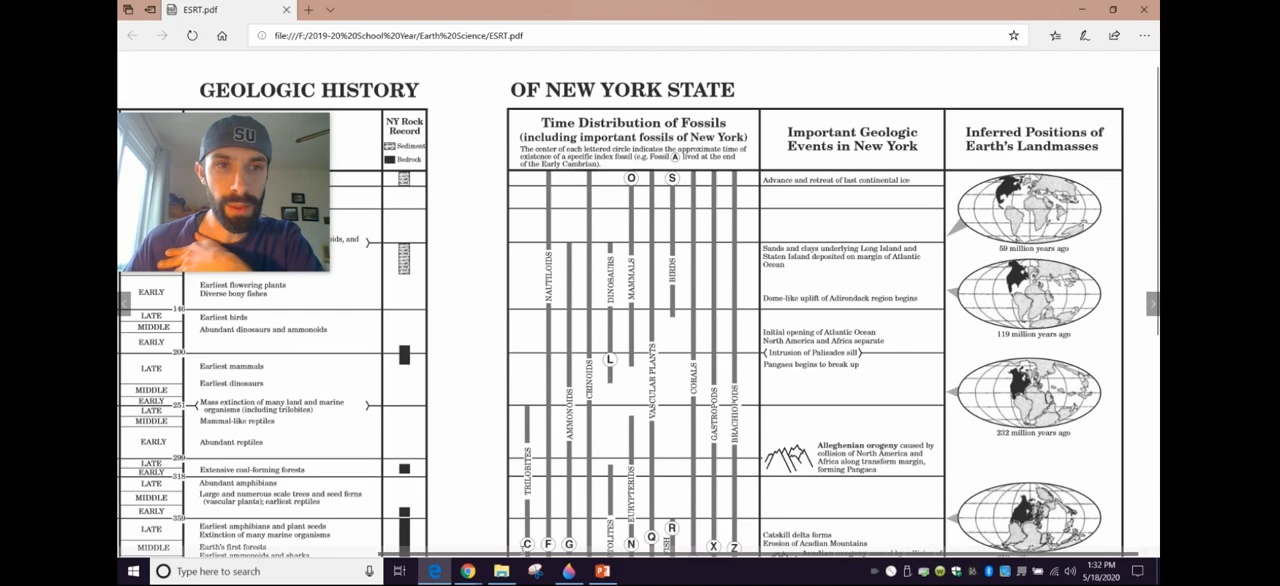 ESRT.pdf
file:///F:/2019-20%20School%20Year/Earth%20Science/ESRT.pdf
GEOLOGIC HISTORY
OF NEW YORK STATE
SU
NY Rock
Record
Sediment
Bedrock
Time Distribution of Fossils
(including important fossils of New York)
The center of each lettered circle indicates the approximate time of
existence of a specific index fossil (e.g. Fossil A lived at the end
of the Early Cambrian).
Important Geologic
Events in New York
Inferred Positions of
Earth's Landmasses
and
EARLY
Earliest flowering plants
Diverse bony fishes
146
LATE
Earliest birds
MIDDLE
Abundant dinosaurs and ammonoids
EARLY
200
LATE
Earliest mammals
Earliest dinosaurs
MIDDLE
EARLY
251
Mass extinction of many land and marine
organisms (including trilobites)
LATE
MIDDLE
Mammal-like reptiles
EARLY
Abundant reptiles
299
LATE
EARLY
Extensive coal-forming forests
318
LATE
Abundant amphibians
MIDDLE
Large and numerous scale trees and seed ferns
(vascular plants); earliest reptiles
EARLY
359
LATE
Earliest amphibians and plant seeds
Extinction of many marine organisms
MIDDLE
Earth's first forests
Earliest ammonoids and sharks
O
S
NAUTILOIDS
DINOSAURS
MAMMALS
BIRDS
L
CRINOIDS
VASCULAR PLANTS
CORALS
AMMONOIDS
GASTROPODS
BRACHIOPODS
TRILOBITES
EURYPTERIDS
C
F
G
N
Q
R
X
Z
Advance and retreat of last continental ice
Sands and clays underlying Long Island and
Staten Island deposited on margin of Atlantic
Ocean
Dome-like uplift of Adirondack region begins
Initial opening of Atlantic Ocean
North America and Africa separate
Intrusion of Palisades sill
Pangaea begins to break up
Alleghenian orogeny caused by
collision of North America and
Africa along transform margin,
forming Pangaea
Catskill delta forms
Erosion of Acadian Mountains
59 million years ago
119 million years ago
232 million years ago
Type here to search
1:32 PM
5/18/2020